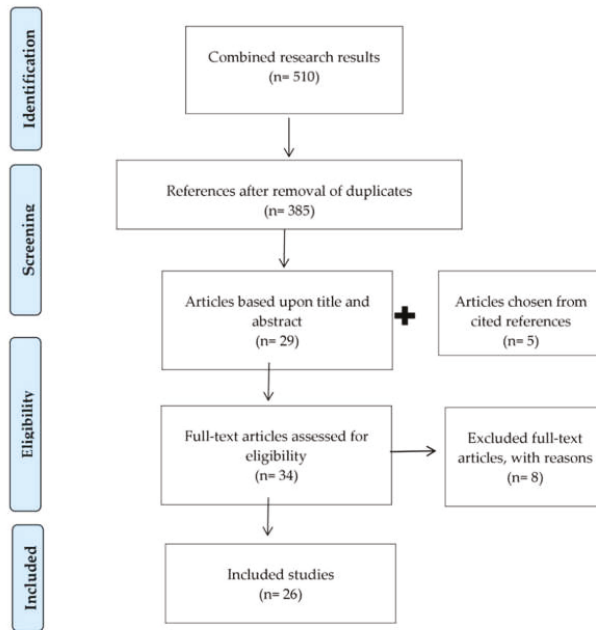 Identification
Combined research results
(n= 510)
Screening
References after removal of duplicates
(n= 385)
Articles based upon title and
abstract
(n= 29)
+
Articles chosen from
cited references
(n= 5)
Eligibility
Full-text articles assessed for
eligibility
(n= 34)
Excluded full-text
articles, with reasons
(n= 8)
Included
Included studies
(n= 26)